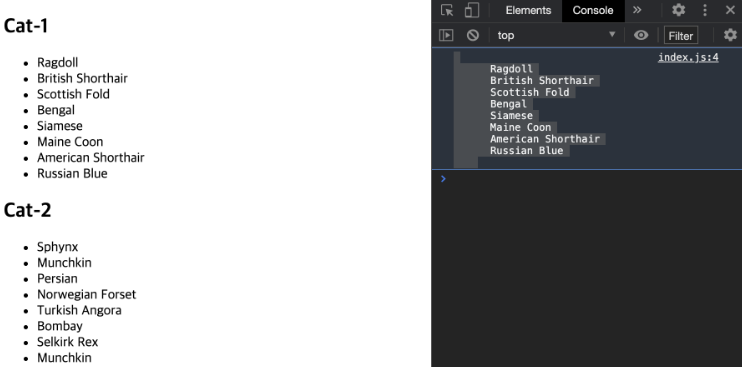 Cat-1
Ragdoll
British Shorthair
Scottish Fold
Bengal
Siamese
Maine Coon
American Shorthair
Russian Blue
Cat-2
Sphynx
Munchkin
Persian
Norwegian Forset
Turkish Angora
Bombay
Selkirk Rex
Munchkin
Elements Console »
top Filter
index.js:4
Ragdoll
British Shorthair
Scottish Fold
Bengal
Siamese
Maine Coon
American Shorthair
Russian Blue